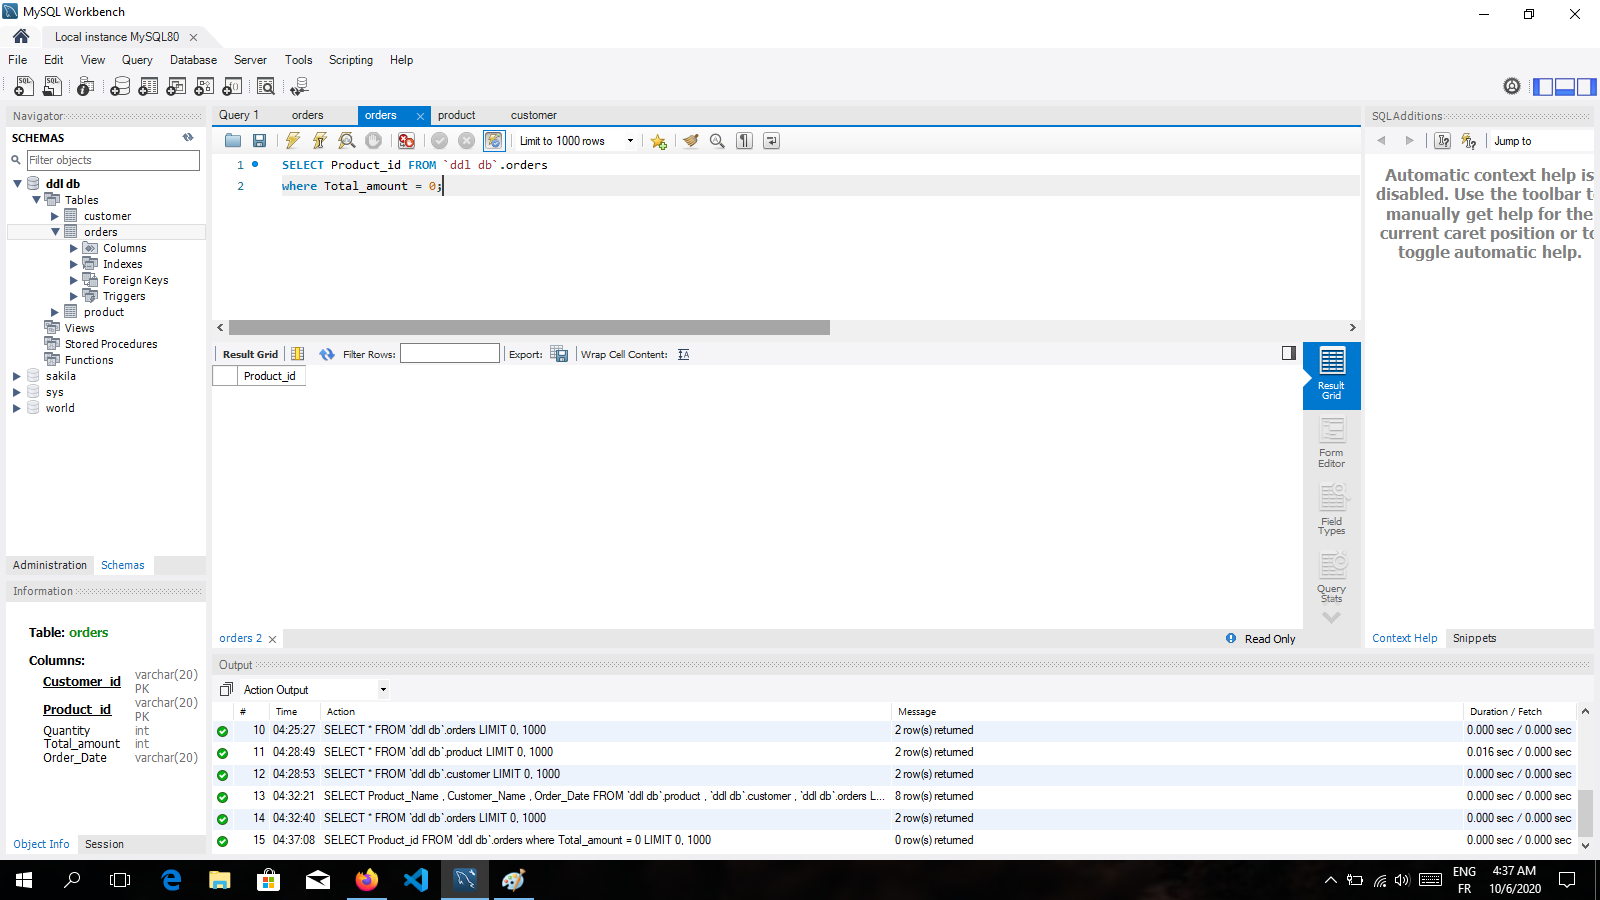 MySQL Workbench
Local instance MySQL80
File Edit View Query Database Server Tools Scripting Help
Navigator
SCHEMAS
Filter objects
ddl db
Tables
customer
orders
Columns
Indexes
Foreign Keys
Triggers
product
Views
Stored Procedures
Functions
sakila
sys
world
Administration Schemas
Information
Table: orders
Columns:
Customer_id varchar(20) PK
Product_id varchar(20) PK
Quantity int
Total_amount int
Order_Date varchar(20)
Object Info Session
Query 1 orders orders product customer
Limit to 1000 rows
1 SELECT Product_id FROM `ddl db`.orders
2 where Total_amount = 0;
Result Grid Filter Rows: Export: Wrap Cell Content:
Product_id
Result Grid
Form Editor
Field Types
Query Stats
orders 2 Read Only
SQLAdditions
Jump to
Automatic context help is
disabled. Use the toolbar t
manually get help for the
current caret position or to
toggle automatic help.
Context Help Snippets
Output
Action Output
# Time Action Message Duration / Fetch
10 04:25:27 SELECT * FROM `ddl db`.orders LIMIT 0, 1000 2 row(s) returned 0.000 sec / 0.000 sec
11 04:28:49 SELECT * FROM `ddl db`.product LIMIT 0, 1000 2 row(s) returned 0.016 sec / 0.000 sec
12 04:28:53 SELECT * FROM `ddl db`.customer LIMIT 0, 1000 2 row(s) returned 0.000 sec / 0.000 sec
13 04:32:21 SELECT Product_Name , Customer_Name , Order_Date FROM `ddl db`.product , `ddl db`.customer , `ddl db`.orders L... 8 row(s) returned 0.000 sec / 0.000 sec
14 04:32:40 SELECT * FROM `ddl db`.orders LIMIT 0, 1000 2 row(s) returned 0.000 sec / 0.000 sec
15 04:37:08 SELECT Product_id FROM `ddl db`.orders where Total_amount = 0 LIMIT 0, 1000 0 row(s) returned 0.000 sec / 0.000 sec
ENG 4:37 AM
FR 10/6/2020